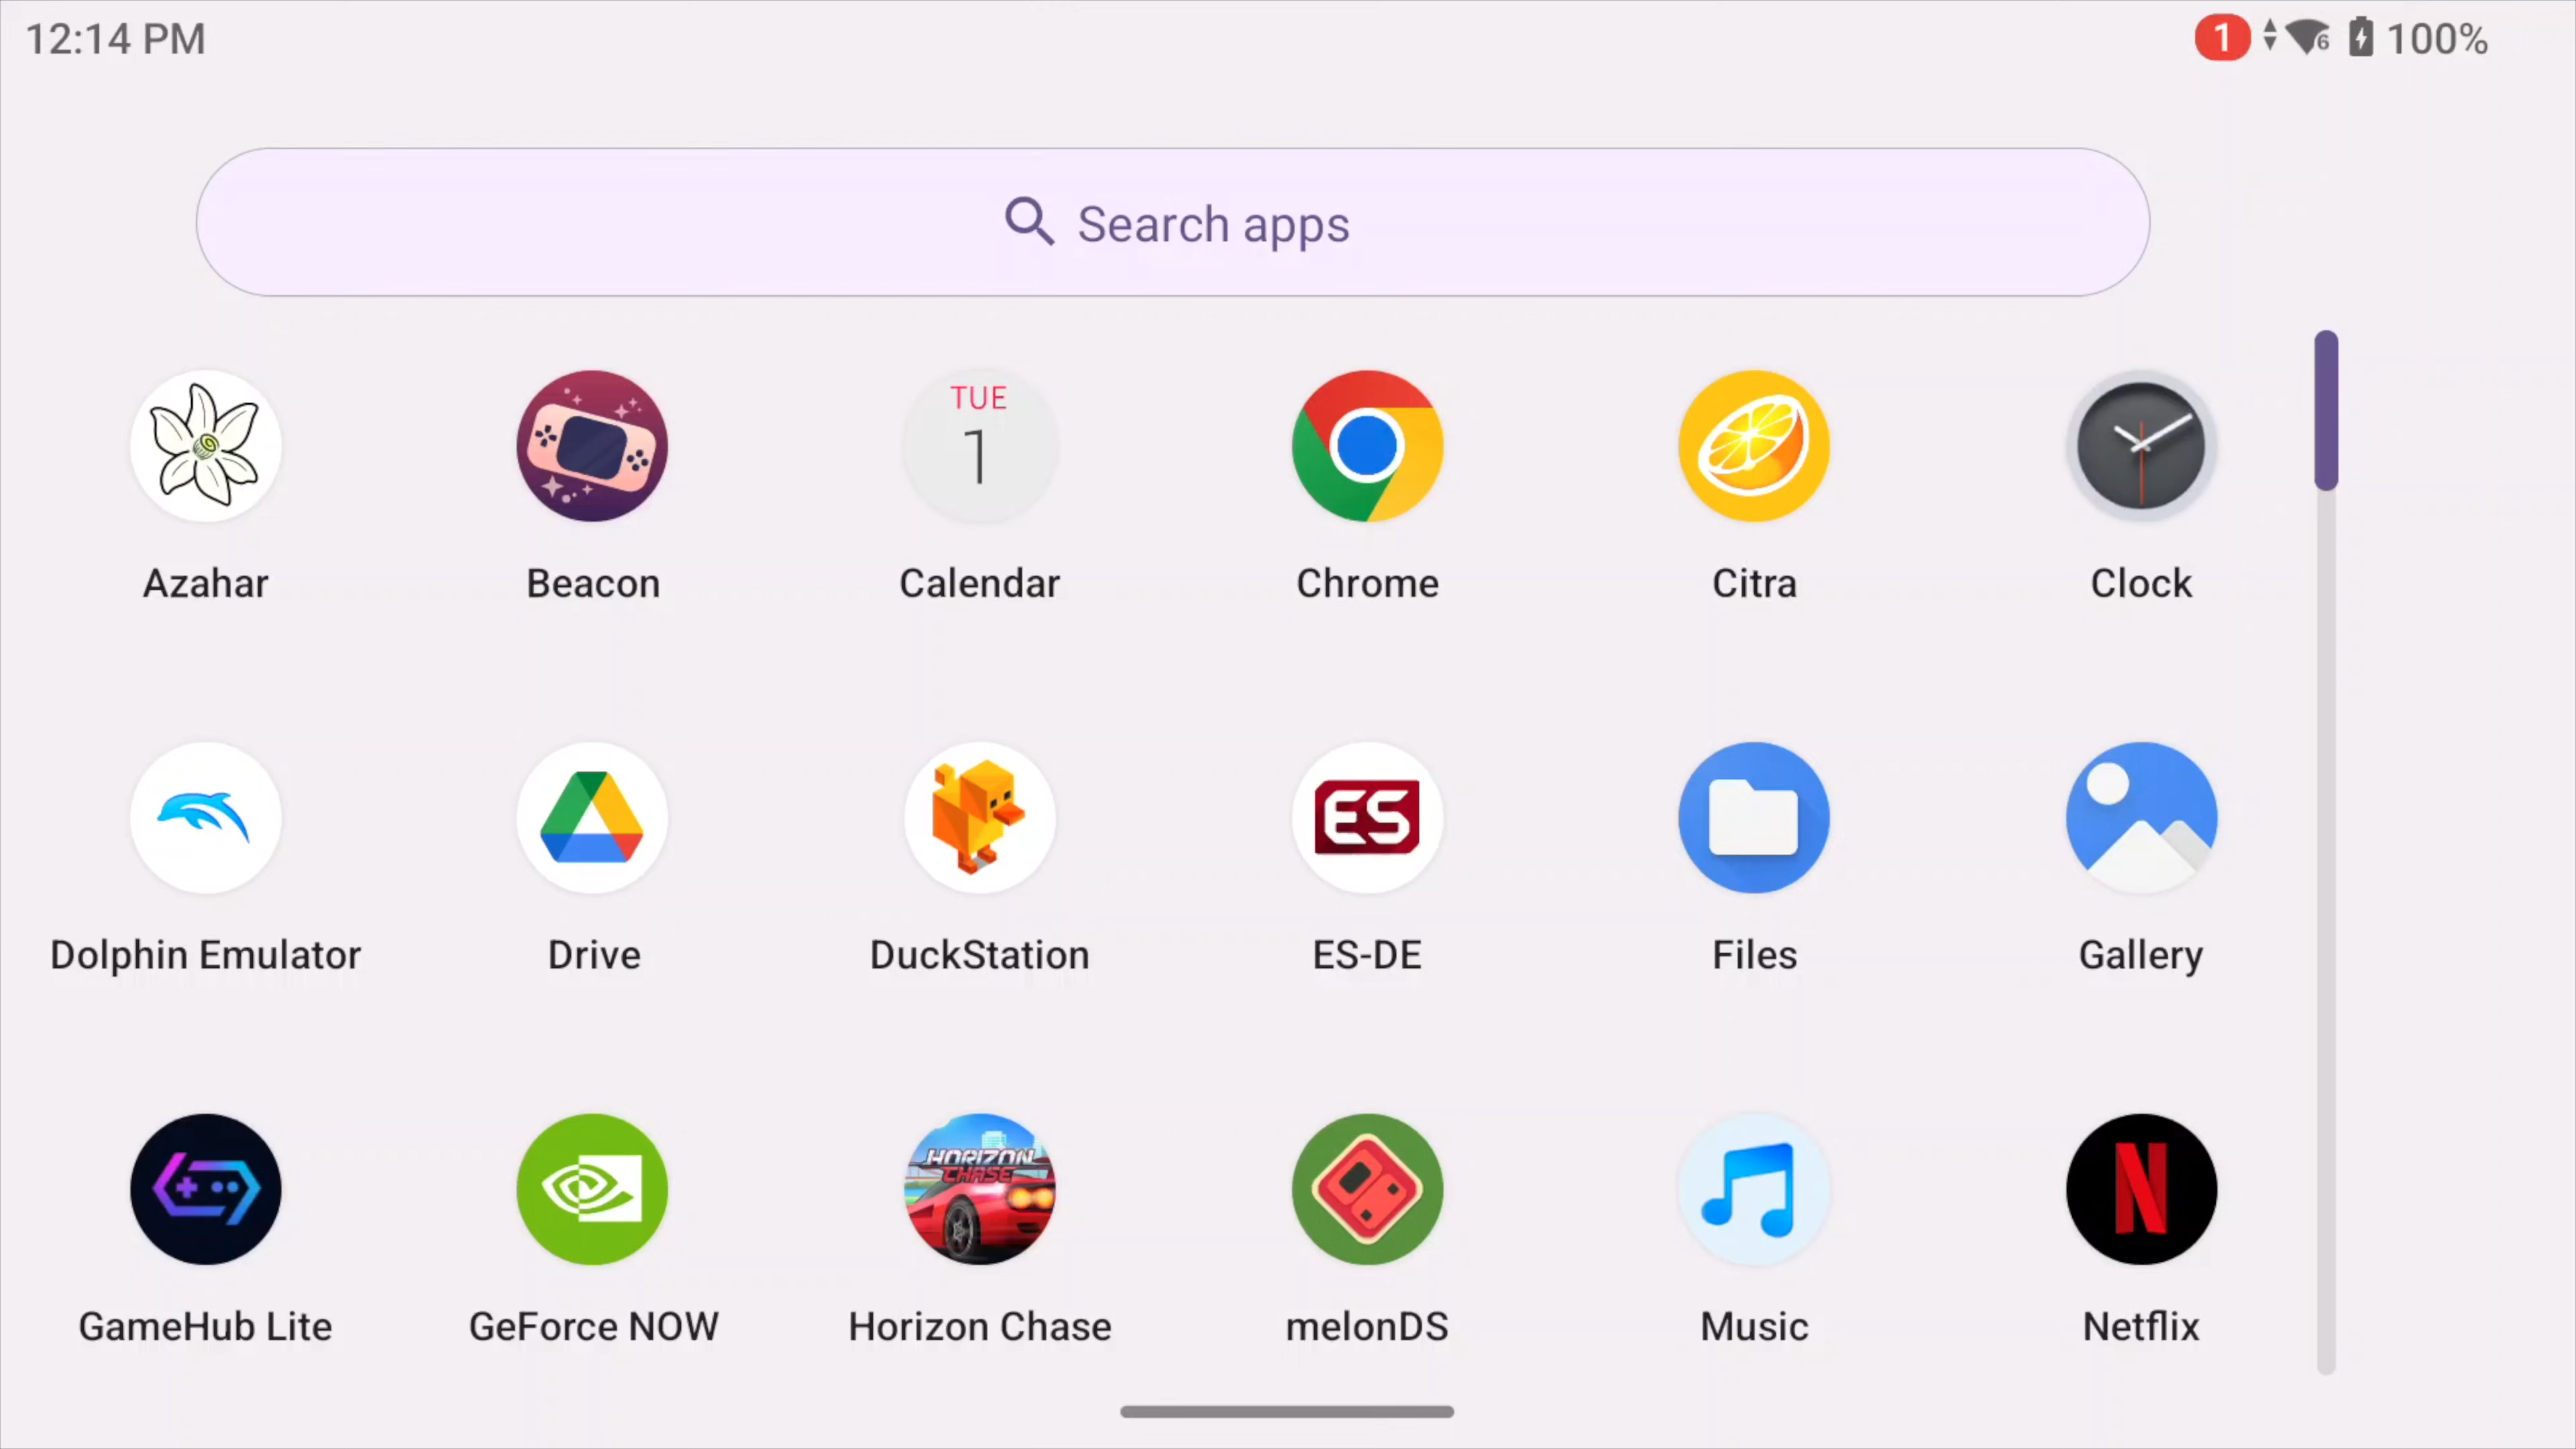 12:14 PM
1 6 100%
Search apps
TUE
1
Azahar Beacon Calendar Chrome Citra Clock
ES
Dolphin Emulator Drive DuckStation ES-DE Files Gallery
HORIZON
CHASE
N
GameHub Lite GeForce NOW Horizon Chase melonDS Music Netflix